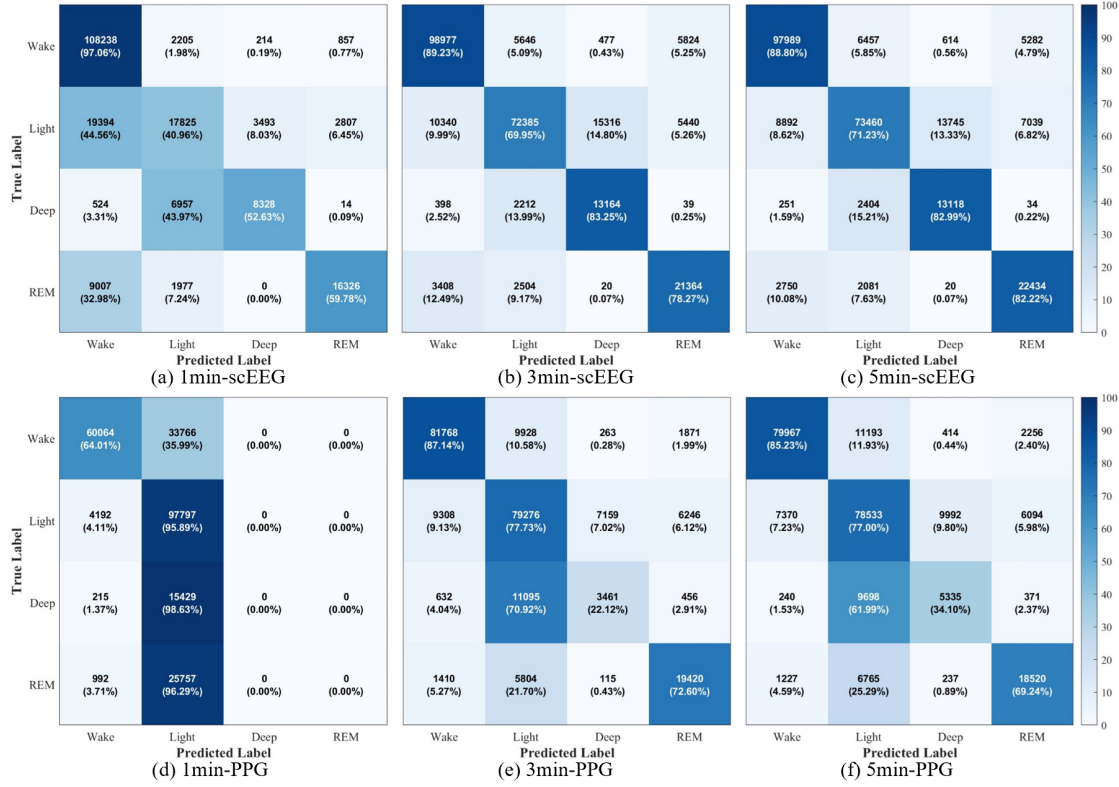 Wake 108238 2205 214 857
(97.06%) (1.98%) (0.19%) (0.77%)
Light 19394 17825 3493 2807
(44.56%) (40.96%) (8.03%) (6.45%)
Deep 524 6957 8328 14
(3.31%) (43.97%) (52.63%) (0.09%)
REM 9007 1977 0 16326
(32.98%) (7.24%) (0.00%) (59.78%)
True Label
Wake Light Deep REM
Predicted Label
(a) 1min-scEEG
98977 5646 477 5824
(89.23%) (5.09%) (0.43%) (5.25%)
10340 72385 15316 5440
(9.99%) (69.95%) (14.80%) (5.26%)
398 2212 13164 39
(2.52%) (13.99%) (83.25%) (0.25%)
3408 2504 20 21364
(12.49%) (9.17%) (0.07%) (78.27%)
Wake Light Deep REM
Predicted Label
(b) 3min-scEEG
97989 6457 614 5282
(88.80%) (5.85%) (0.56%) (4.79%)
8892 73460 13745 7039
(8.62%) (71.23%) (13.33%) (6.82%)
251 2404 13118 34
(1.59%) (15.21%) (82.99%) (0.22%)
2750 2081 20 22434
(10.08%) (7.63%) (0.07%) (82.22%)
Wake Light Deep REM
Predicted Label
(c) 5min-scEEG
100
90
80
70
60
50
40
30
20
10
0
Wake 60064 33766 0 0
(64.01%) (35.99%) (0.00%) (0.00%)
Light 4192 97797 0 0
(4.11%) (95.89%) (0.00%) (0.00%)
Deep 215 15429 0 0
(1.37%) (98.63%) (0.00%) (0.00%)
REM 992 25757 0 0
(3.71%) (96.29%) (0.00%) (0.00%)
True Label
Wake Light Deep REM
Predicted Label
(d) 1min-PPG
81768 9928 263 1871
(87.14%) (10.58%) (0.28%) (1.99%)
9308 79276 7159 6246
(9.13%) (77.73%) (7.02%) (6.12%)
632 11095 3461 456
(4.04%) (70.92%) (22.12%) (2.91%)
1410 5804 115 19420
(5.27%) (21.70%) (0.43%) (72.60%)
Wake Light Deep REM
Predicted Label
(e) 3min-PPG
79967 11193 414 2256
(85.23%) (11.93%) (0.44%) (2.40%)
7370 78533 9992 6094
(7.23%) (77.00%) (9.80%) (5.98%)
240 9698 5335 371
(1.53%) (61.99%) (34.10%) (2.37%)
1227 6765 237 18520
(4.59%) (25.29%) (0.89%) (69.24%)
Wake Light Deep REM
Predicted Label
(f) 5min-PPG
100
90
80
70
60
50
40
30
20
10
0